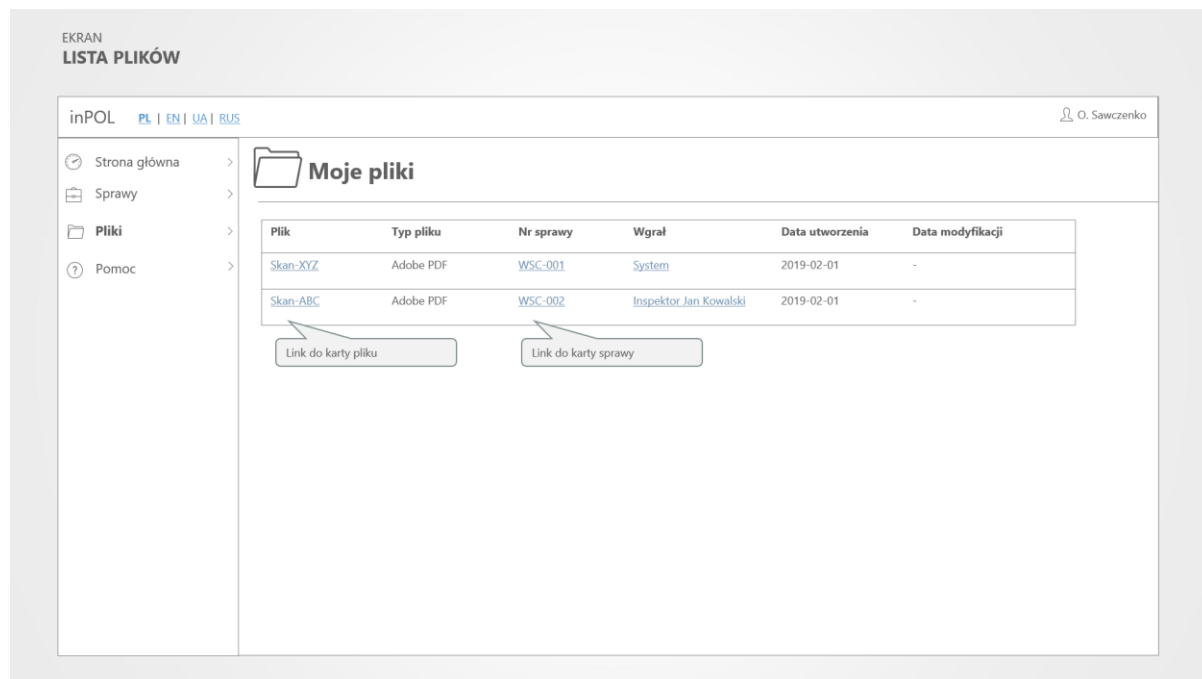 EKRAN
LISTA PLIKÓW
inPOL PL | EN | UA | RUS
O. Sawczenko
Strona główna
Sprawy
Pliki
Pomoc
Moje pliki
Plik Typ pliku Nr sprawy Wgrał Data utworzenia Data modyfikacji
Skan-XYZ Adobe PDF WSC-001 System 2019-02-01 -
Skan-ABC Adobe PDF WSC-002 Inspektor Jan Kowalski 2019-02-01 -
Link do karty pliku
Link do karty sprawy